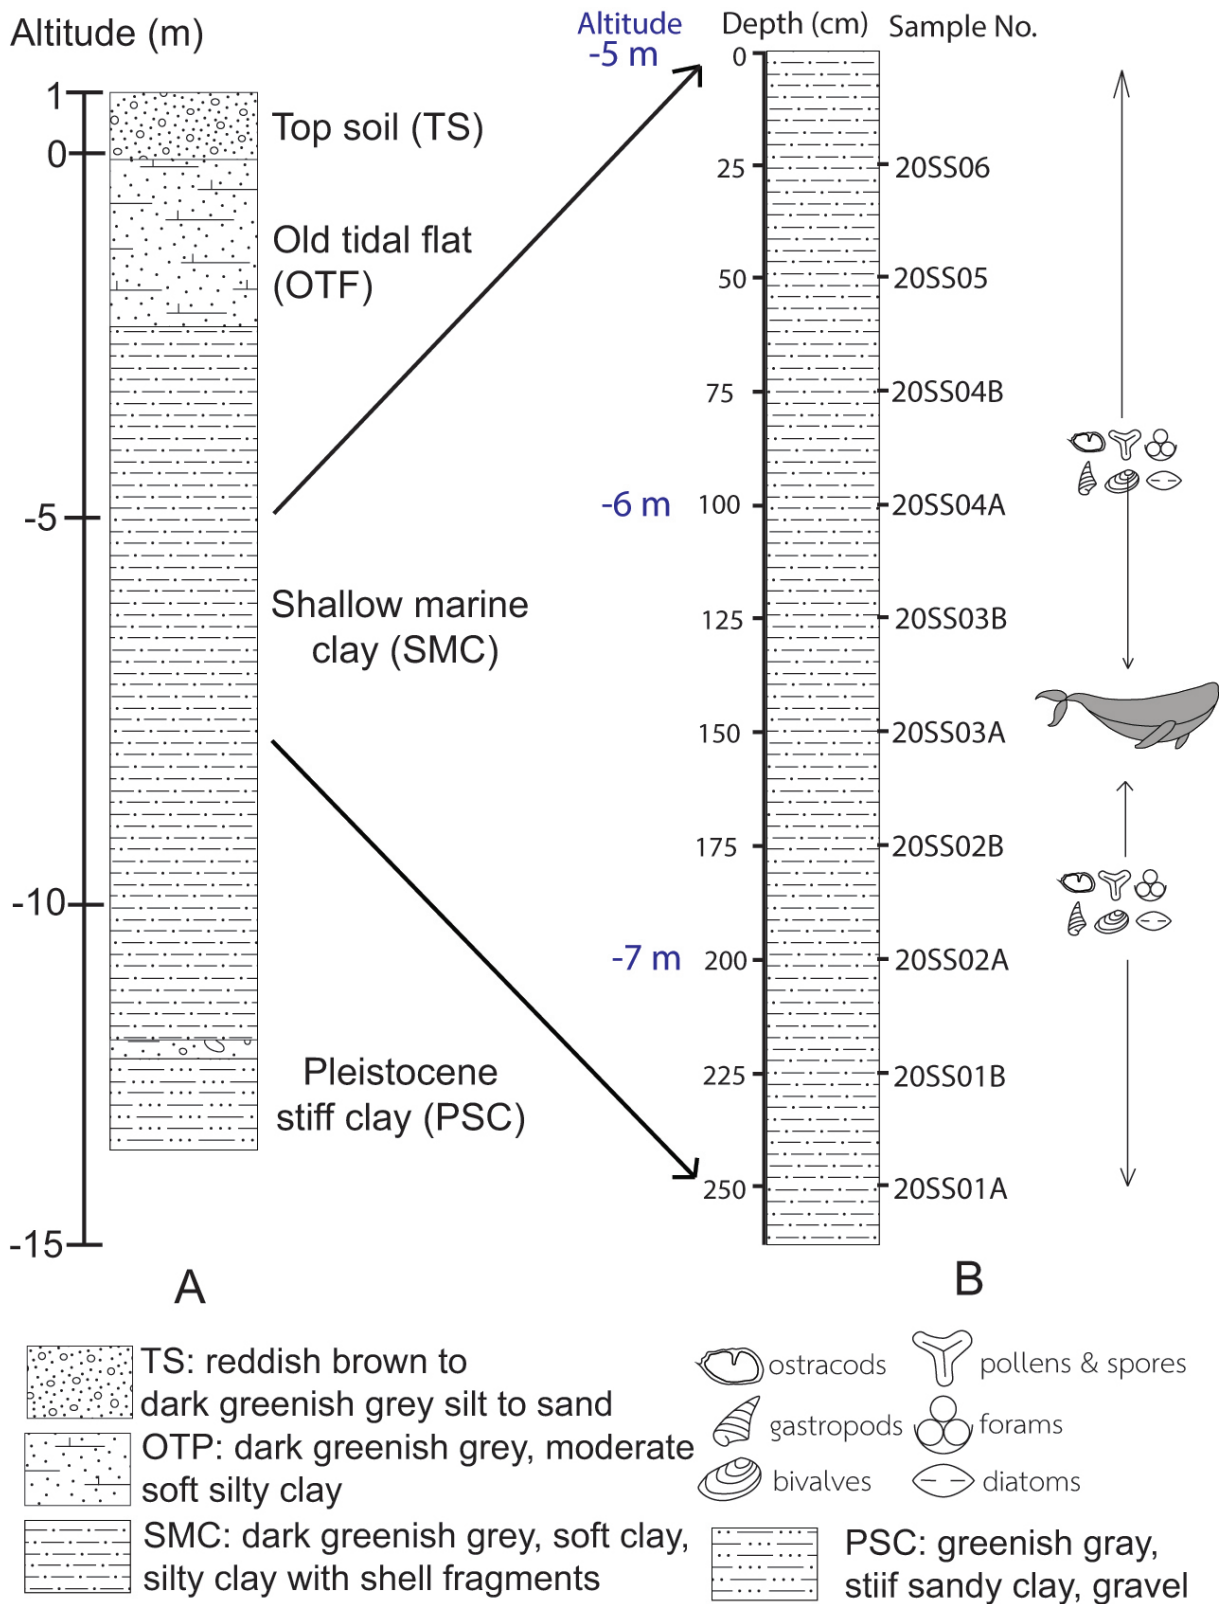 Altitude (m)
1
0
-5
-10
-15
Top soil (TS)
Old tidal flat
(OTF)
Shallow marine
clay (SMC)
Pleistocene
stiff clay (PSC)
A
Altitude
-5 m
-6 m
-7 m
Depth (cm)
Sample No.
0
25 20SS06
50 20SS05
75 20SS04B
100 20SS04A
125 20SS03B
150 20SS03A
175 20SS02B
200 20SS02A
225 20SS01B
250 20SS01A
B
TS: reddish brown to
dark greenish grey silt to sand
OTP: dark greenish grey, moderate
soft silty clay
SMC: dark greenish grey, soft clay,
silty clay with shell fragments
ostracods
pollens & spores
gastropods
forams
bivalves
diatoms
PSC: greenish gray,
stiif sandy clay, gravel